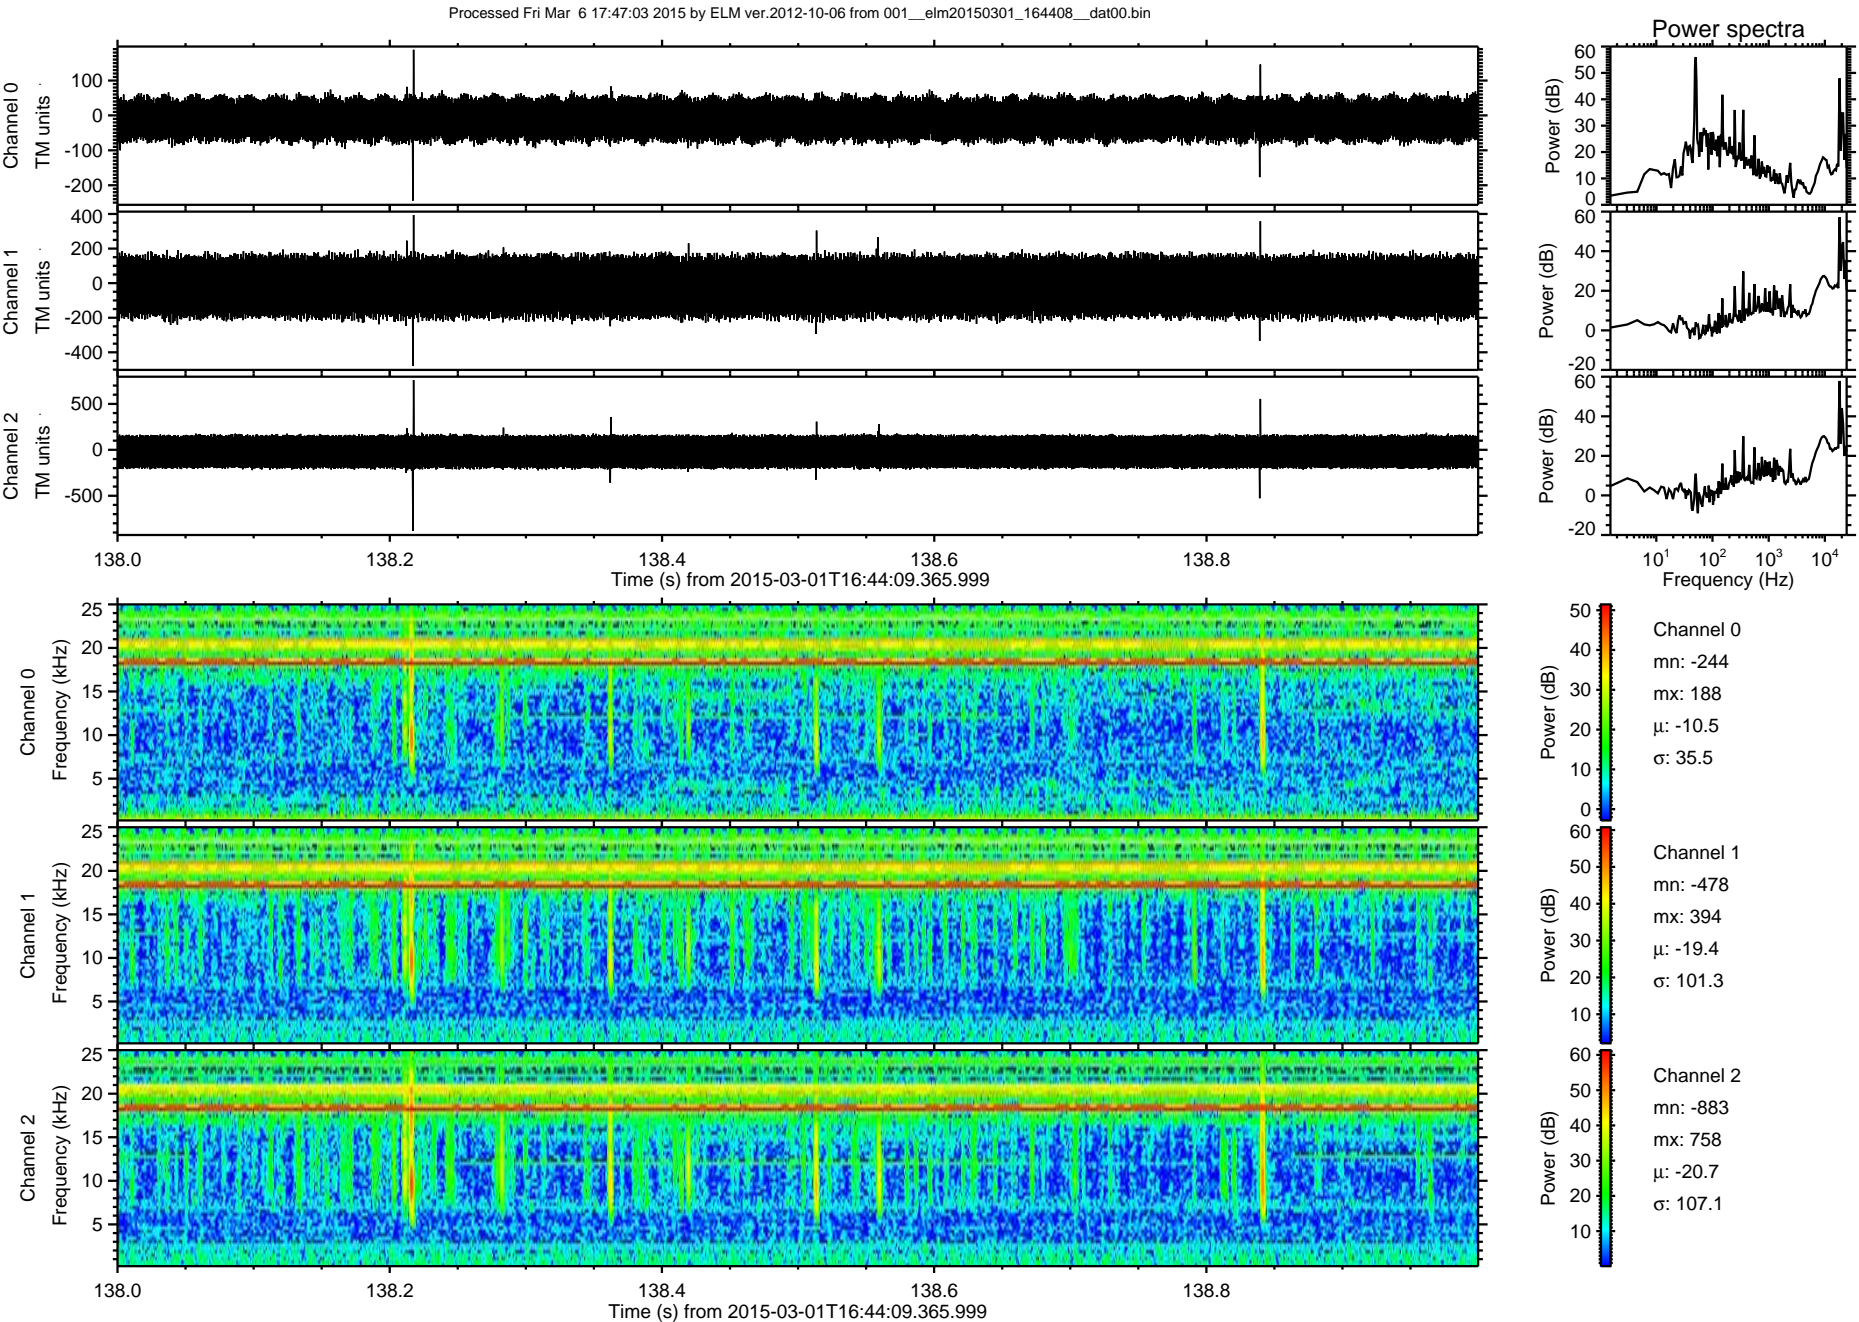 Processed Fri Mar  6 17:47:03 2015 by ELM ver.2012-10-06 from 001__elm20150301_164408__dat00.bin
Power spectra
Channel 0
TM units
100
0
-100
-200
Power (dB)
60
50
40
30
20
10
0
Channel 1
TM units
400
200
0
-200
-400
Power (dB)
60
40
20
0
-20
Channel 2
TM units
500
0
-500
Power (dB)
60
40
20
0
-20
138.0 138.2 138.4 138.6 138.8
Time (s) from 2015-03-01T16:44:09.365.999
10^1 10^2 10^3 10^4
Frequency (Hz)
Channel 0
Frequency (kHz)
25
20
15
10
5
Power (dB)
50
40
30
20
10
0
Channel 0
mn: -244
mx: 188
μ: -10.5
σ: 35.5
Channel 1
Frequency (kHz)
25
20
15
10
5
Power (dB)
60
50
40
30
20
10
Channel 1
mn: -478
mx: 394
μ: -19.4
σ: 101.3
Channel 2
Frequency (kHz)
25
20
15
10
5
Power (dB)
60
50
40
30
20
10
Channel 2
mn: -883
mx: 758
μ: -20.7
σ: 107.1
138.0 138.2 138.4 138.6 138.8
Time (s) from 2015-03-01T16:44:09.365.999